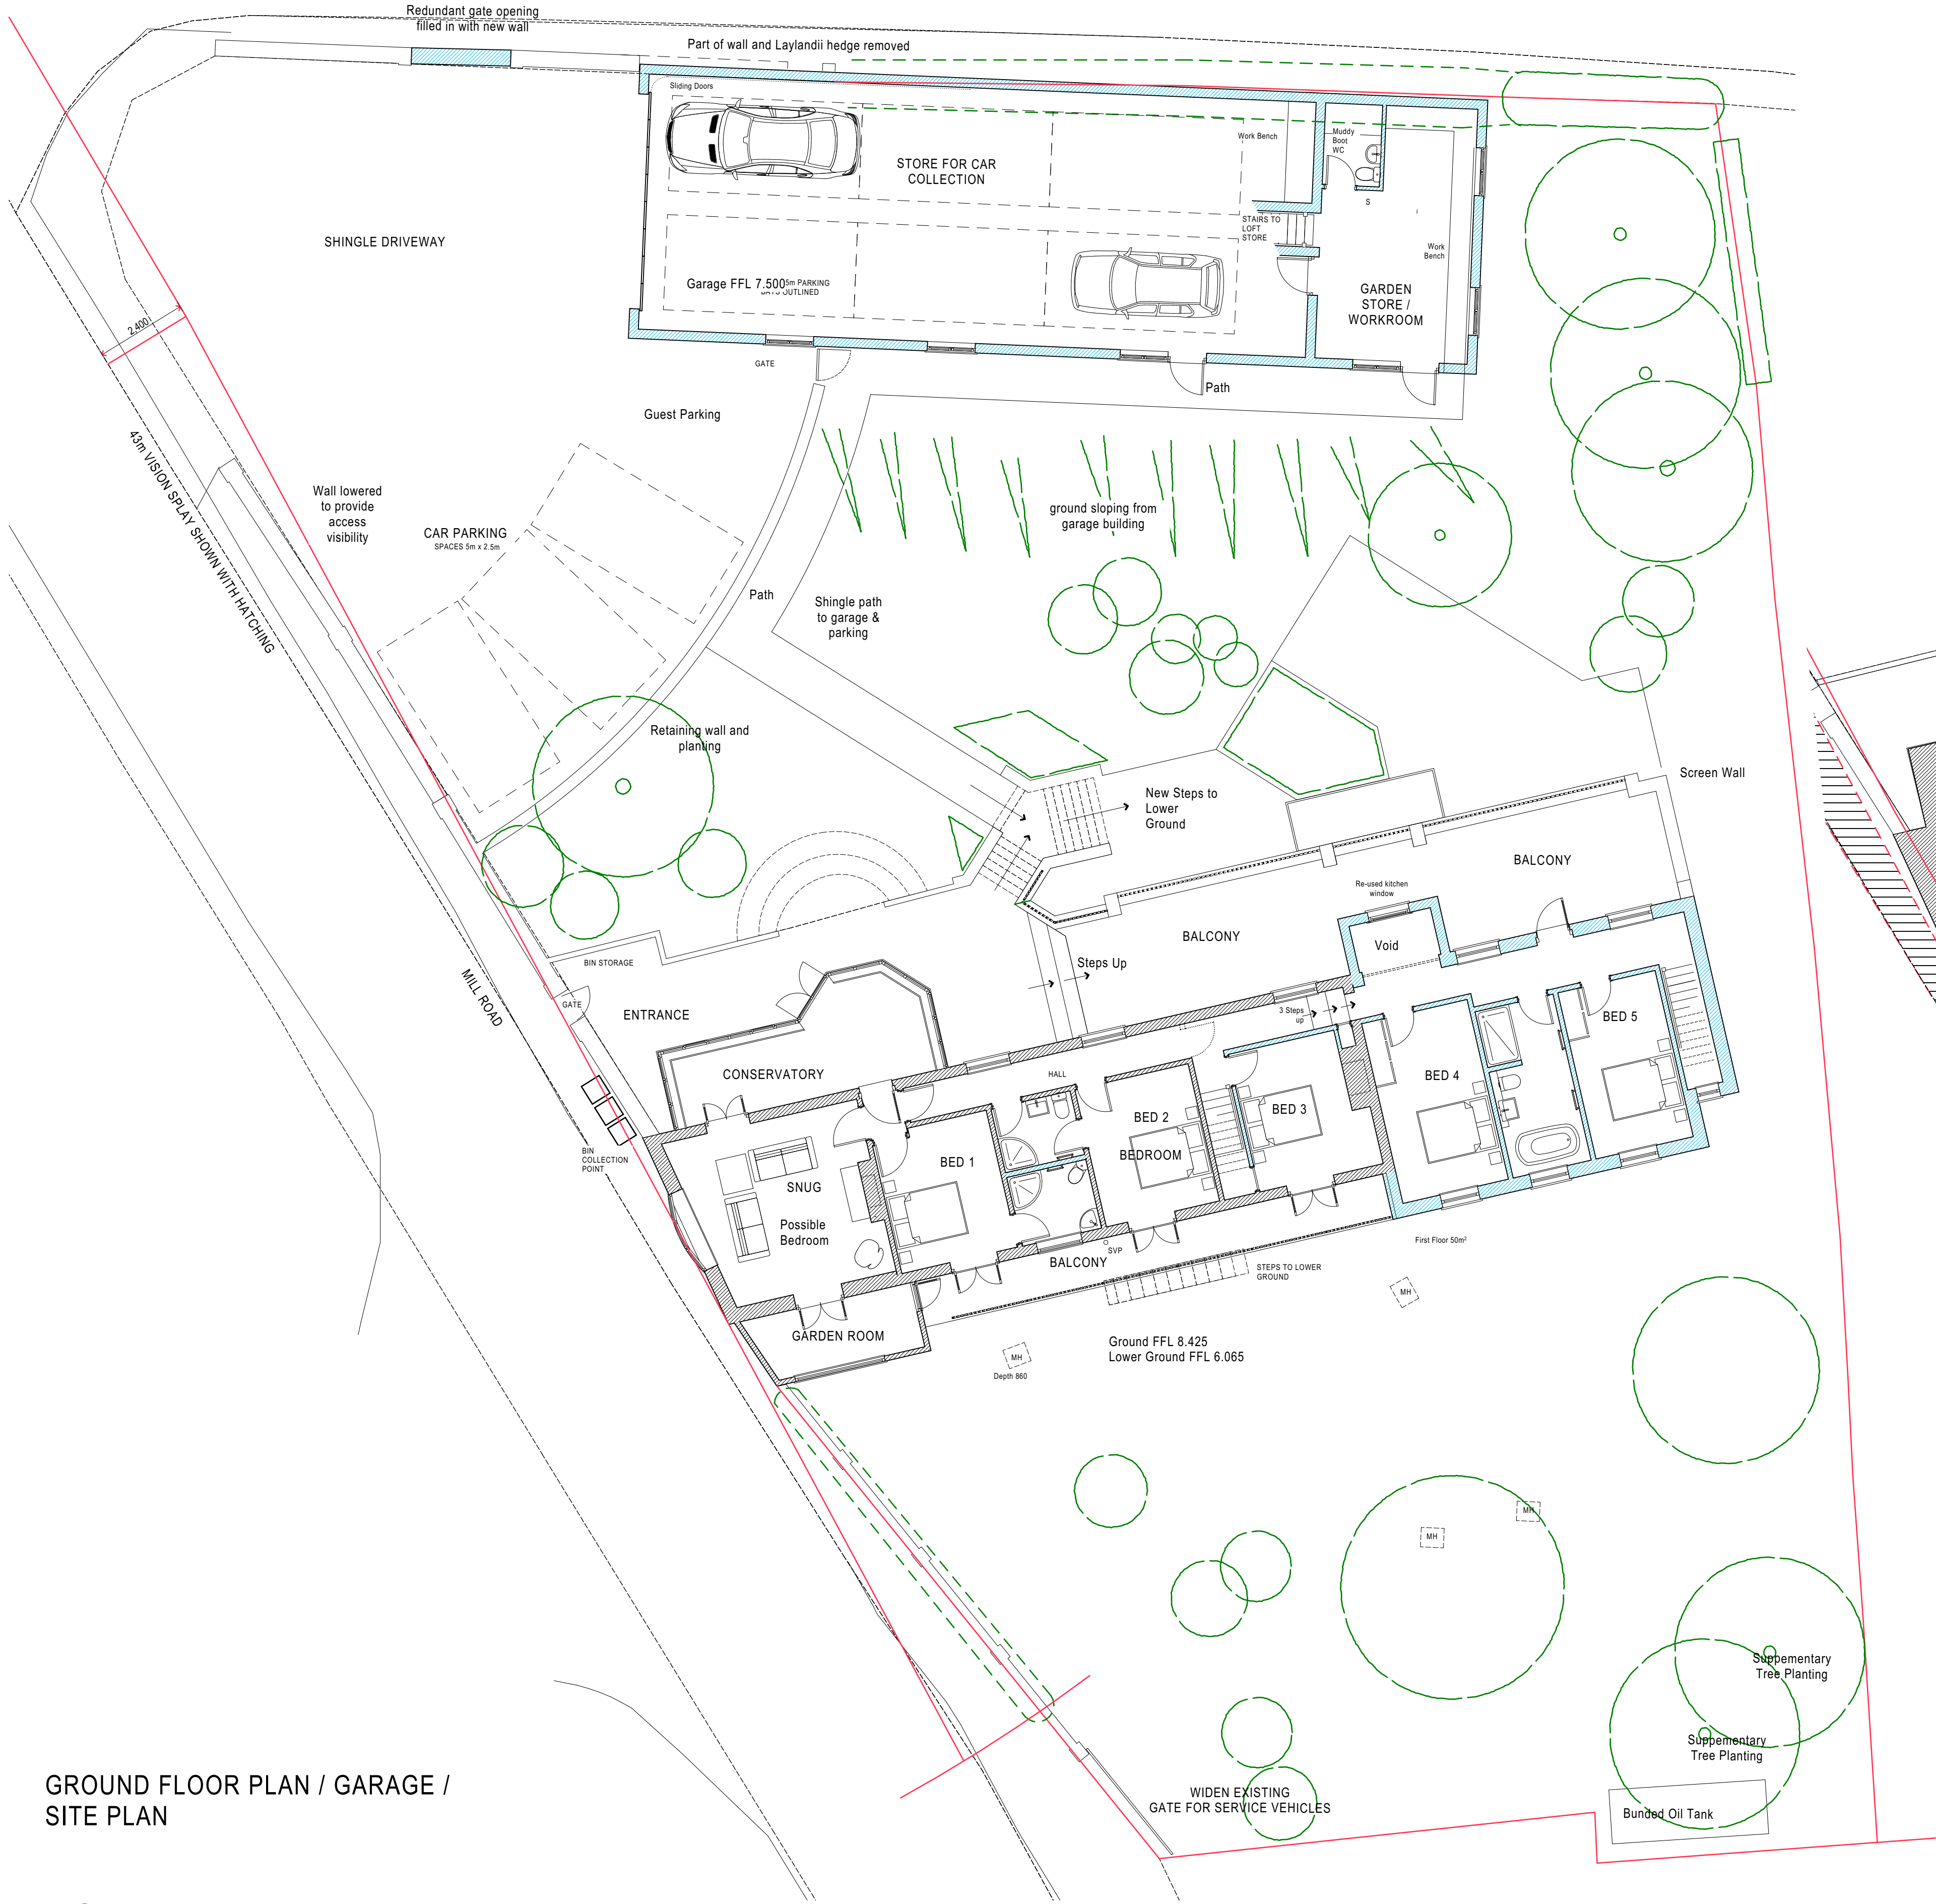 Redundant gate opening
filled in with new wall
Part of wall and Laylandii hedge removed
Sliding Doors
STORE FOR CAR
COLLECTION
Work Bench
Muddy
Boot
WC
S
STAIRS TO
LOFT
STORE
Work
Bench
SHINGLE DRIVEWAY
Garage FFL 7.500
5m PARKING
OUTLINED
GARDEN
STORE /
WORKROOM
2,400
GATE
Path
Guest Parking
43m VISION SPLAY SHOWN WITH HATCHING
Wall lowered
to provide
access
visibility
CAR PARKING
SPACES 5m x 2.5m
ground sloping from
garage building
Path
Shingle path
to garage &
parking
Retaining wall and
planting
New Steps to
Lower
Ground
Screen Wall
BALCONY
Re-used kitchen
window
BALCONY
Void
Steps Up
BIN STORAGE
GATE
MILL ROAD
ENTRANCE
3 Steps
up
BED 5
CONSERVATORY
HALL
BED 4
BED 3
BED 2
BEDROOM
BIN
COLLECTION
POINT
BED 1
SNUG
Possible
Bedroom
SVP
BALCONY
First Floor 50m²
STEPS TO LOWER
GROUND
MH
GARDEN ROOM
Ground FFL 8.425
Lower Ground FFL 6.065
MH
Depth 860
MH
MH
Suppementary
Tree Planting
Suppementary
Tree Planting
WIDEN EXISTING
GATE FOR SERVICE VEHICLES
Bunded Oil Tank
GROUND FLOOR PLAN / GARAGE /
SITE PLAN